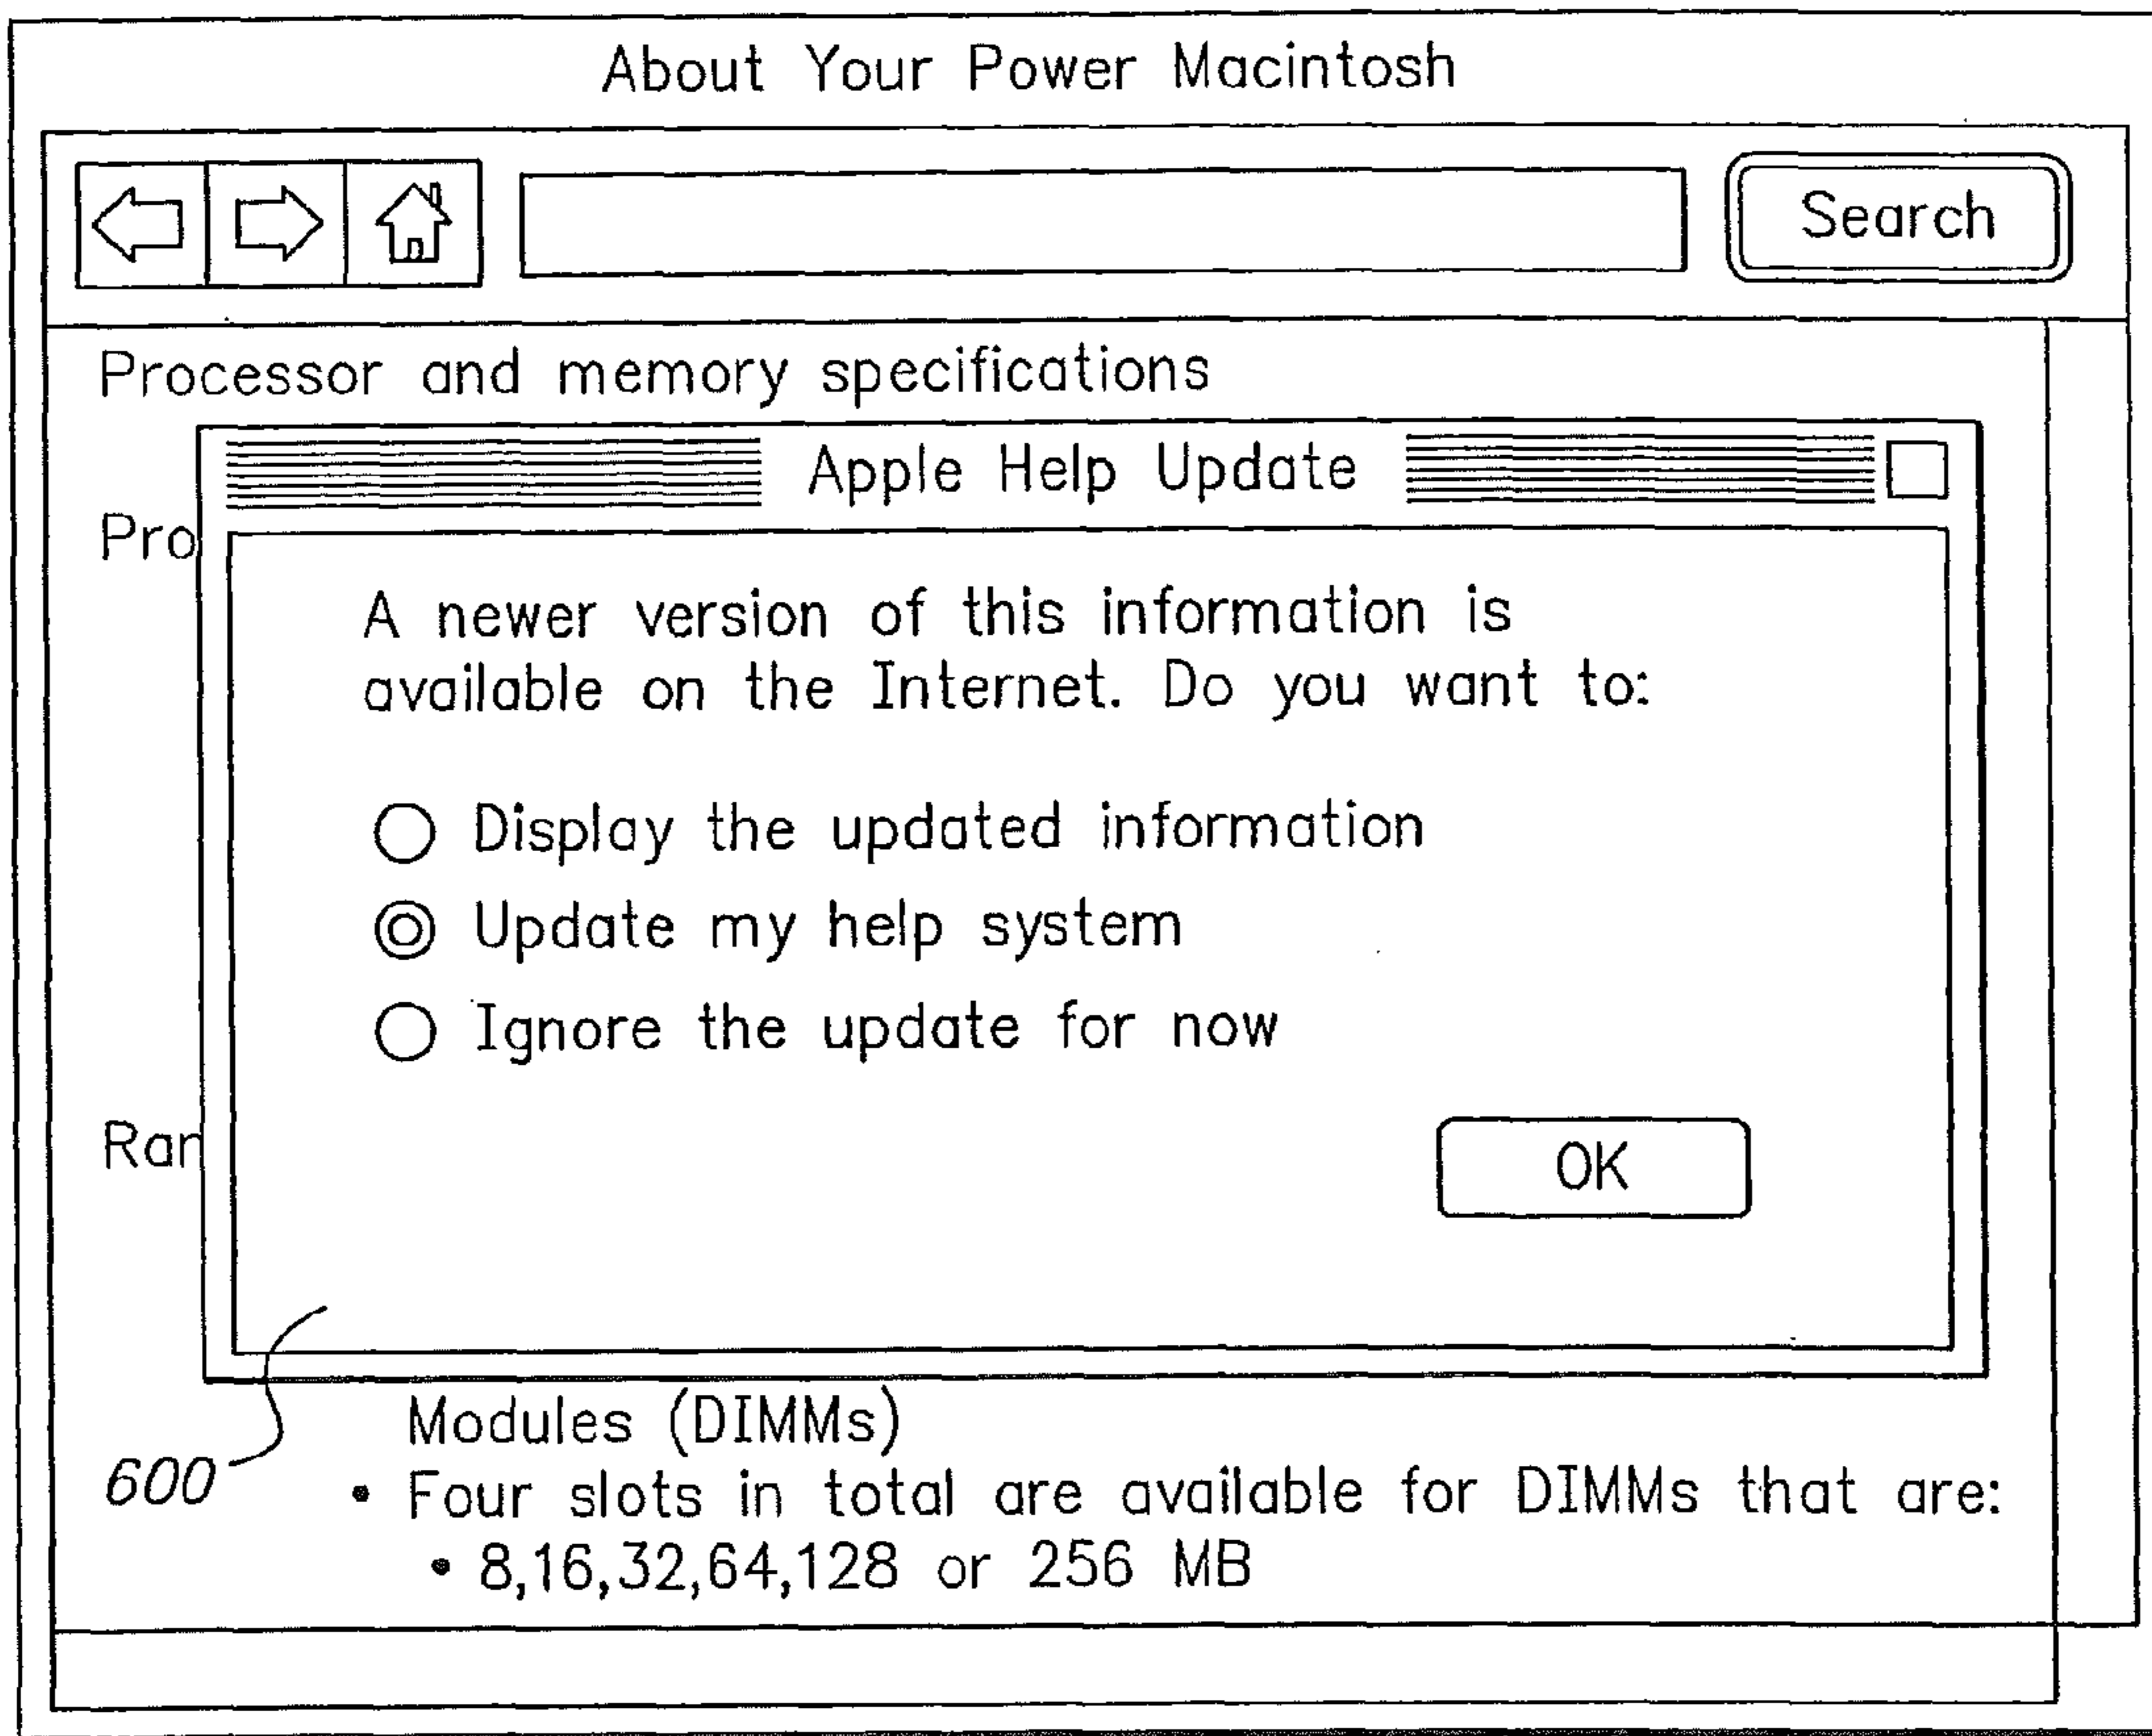 About Your Power Macintosh
Search
Processor and memory specifications
Apple Help Update
Pro
A newer version of this information is
available on the Internet. Do you want to:
Display the updated information
Update my help system
Ignore the update for now
Ran
OK
Modules (DIMMs)
600
• Four slots in total are available for DIMMs that are:
• 8,16,32,64,128 or 256 MB